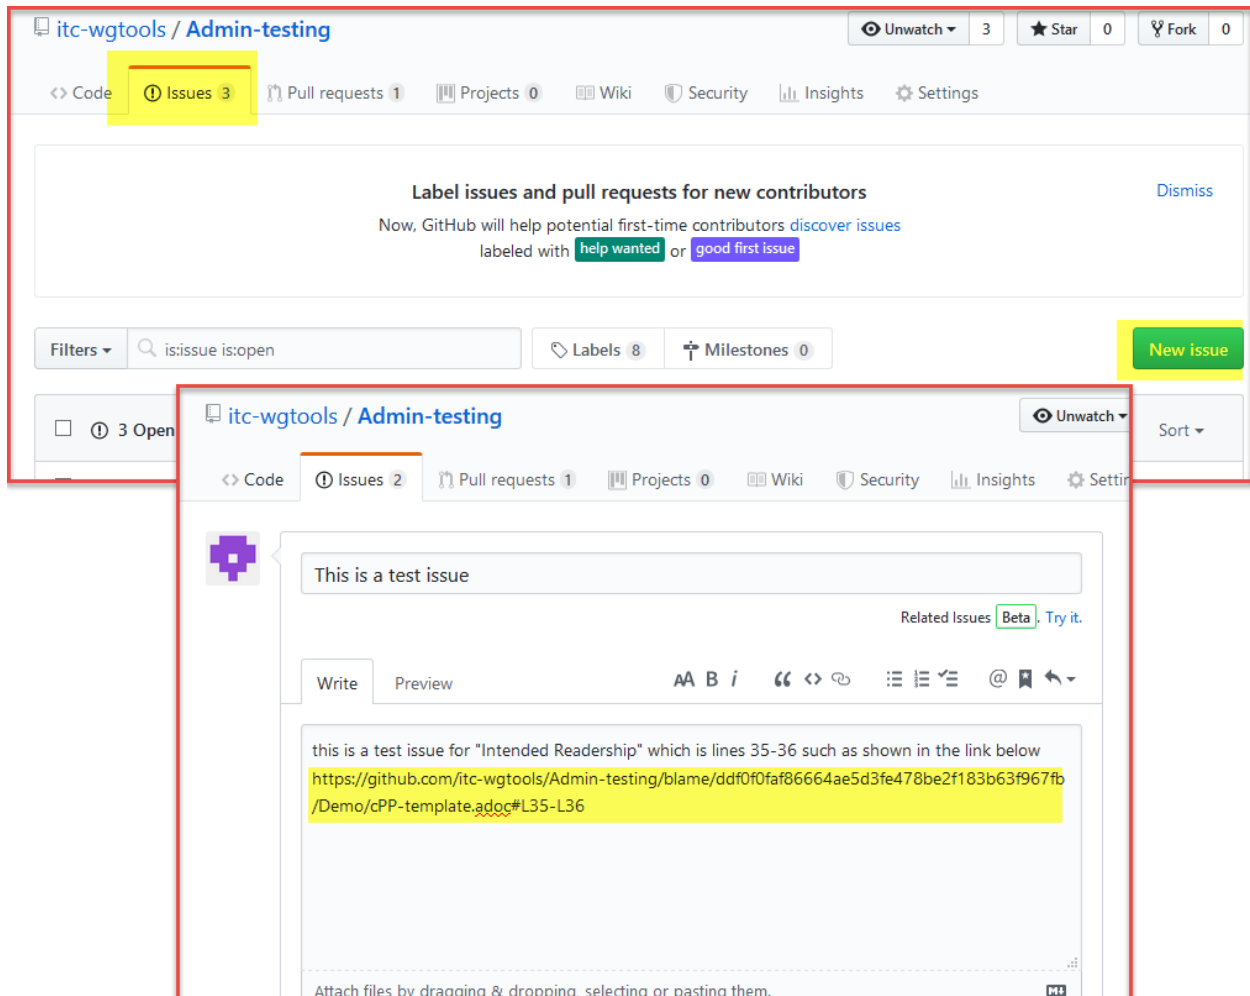 itc-wgtools / Admin-testing
Unwatch 3 Star 0 Fork 0
Code Issues 3 Pull requests 1 Projects 0 Wiki Security Insights Settings
Label issues and pull requests for new contributors
Dismiss
Now, GitHub will help potential first-time contributors discover issues
labeled with help wanted or good first issue
Filters is:issue is:open Labels 8 Milestones 0 New issue
3 Open
Sort
itc-wgtools / Admin-testing
Unwatch
Code Issues 2 Pull requests 1 Projects 0 Wiki Security Insights Settin
This is a test issue
Related Issues Beta . Try it.
Write Preview AA B i
this is a test issue for "Intended Readership" which is lines 35-36 such as shown in the link below
https://github.com/itc-wgtools/Admin-testing/blame/ddf0f0faf86664ae5d3fe478be2f183b63f967fb
/Demo/cPP-template.adoc#L35-L36
Attach files by dragging & dropping, selecting or pasting them.